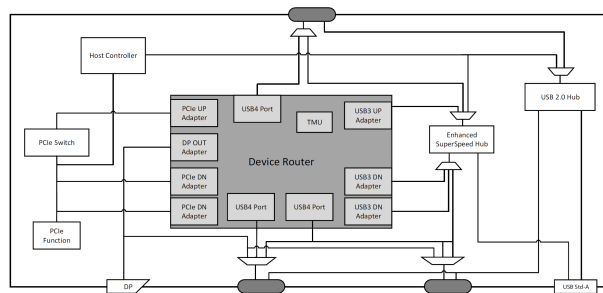 Host Controller
USB 2.0 Hub
PCIe UP
Adapter
USB4 Port
USB3 UP
Adapter
TMU
PCIe Switch
DP OUT
Adapter
Enhanced
SuperSpeed Hub
Device Router
PCIe DN
Adapter
USB3 DN
Adapter
PCIe DN
Adapter
USB4 Port
USB4 Port
USB3 DN
Adapter
PCIe
Function
DP
USB Std-A